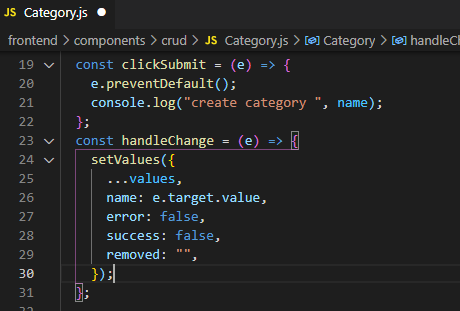 JS Category.js
frontend > components > crud > JS Category.js > Category > handleCh
19 const clickSubmit = (e) => {
20 e.preventDefault();
21 console.log("create category ", name);
22 };
23 const handleChange = (e) => {
24 setValues({
25 ...values,
26 name: e.target.value,
27 error: false,
28 success: false,
29 removed: "",
30 });
31 };